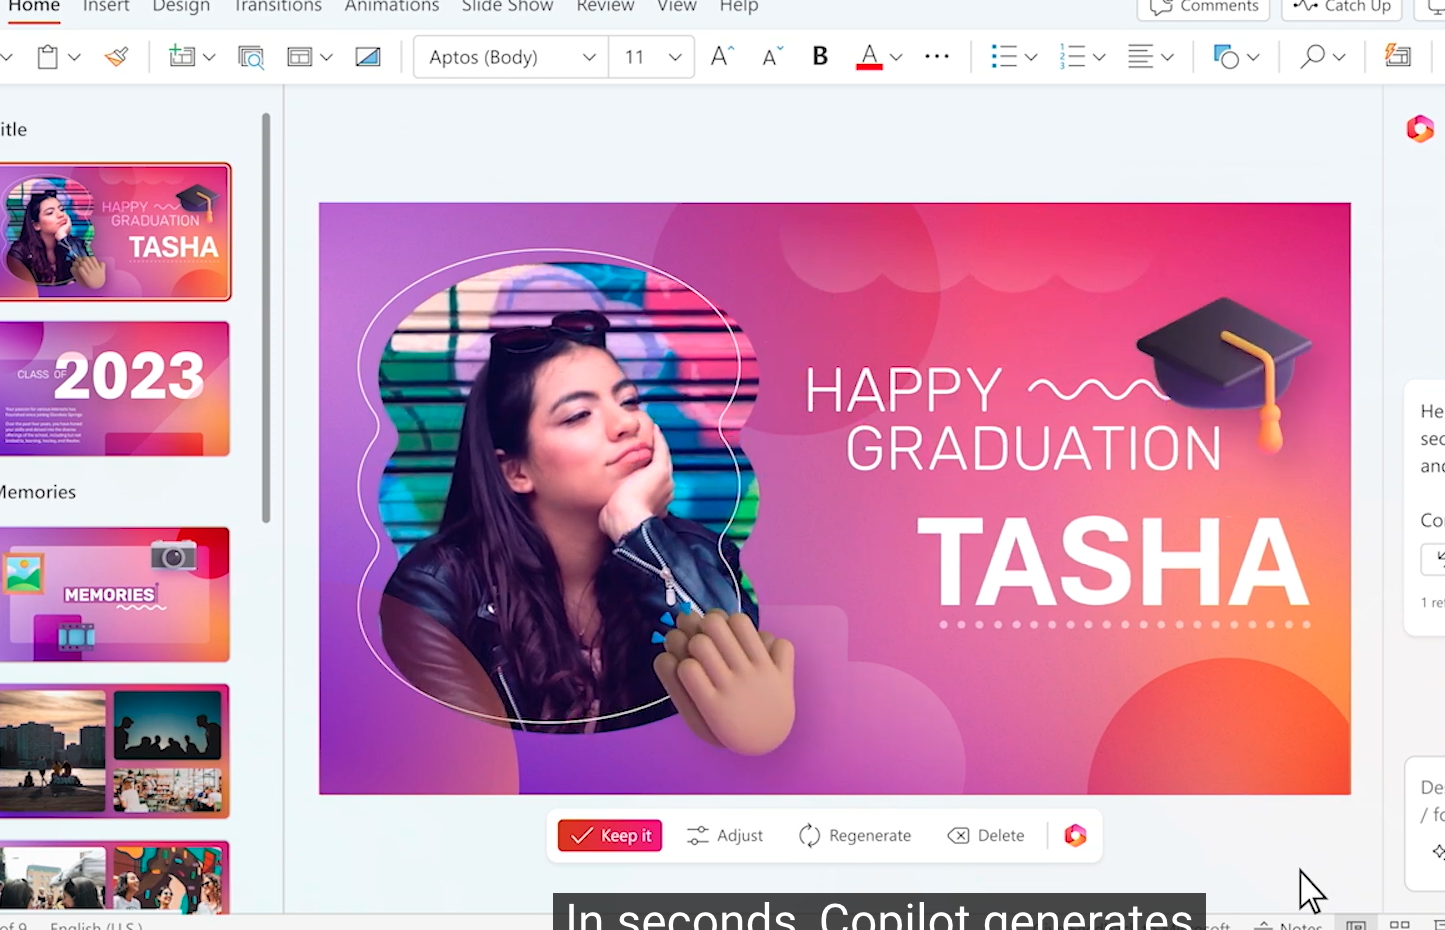 Home Insert Design Transitions Animations Slide Show Review View Help
Comments Catch Up
Aptos (Body) 11 A A B A
itle
HAPPY
GRADUATION
TASHA
CLASS OF 2023
Memories
MEMORIES
HAPPY
GRADUATION
TASHA
Keep it Adjust Regenerate Delete
He
sec
and
Co
1 re
De
/ fo
In seconds, Copilot generates
of 9 English (U.S.) Notes